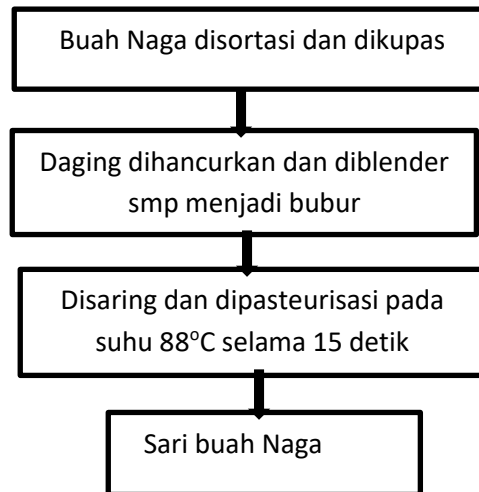 Buah Naga disortasi dan dikupas
Daging dihancurkan dan diblender
smp menjadi bubur
Disaring dan dipasteurisasi pada
suhu 88°C selama 15 detik
Sari buah Naga